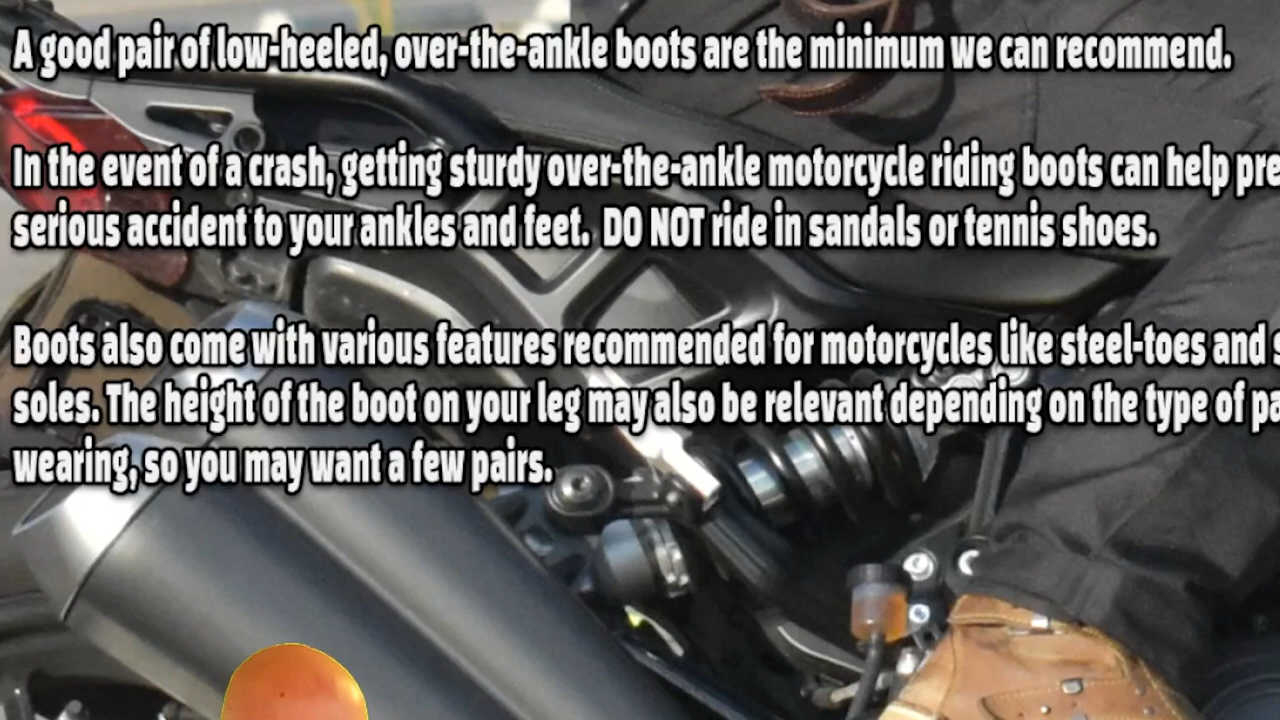 A good pair of low-heeled, over-the-ankle boots are the minimum we can recommend.
In the event of a crash, getting sturdy over-the-ankle motorcycle riding boots can help
serious accident to your ankles and feet. DO NOT ride in sandals or tennis shoes.
Boots also come with various features recommended for motorcycles like steel-toes and
soles. The height of the boot on your leg may also be relevant depending on the type of
wearing, so you may want a few pairs.